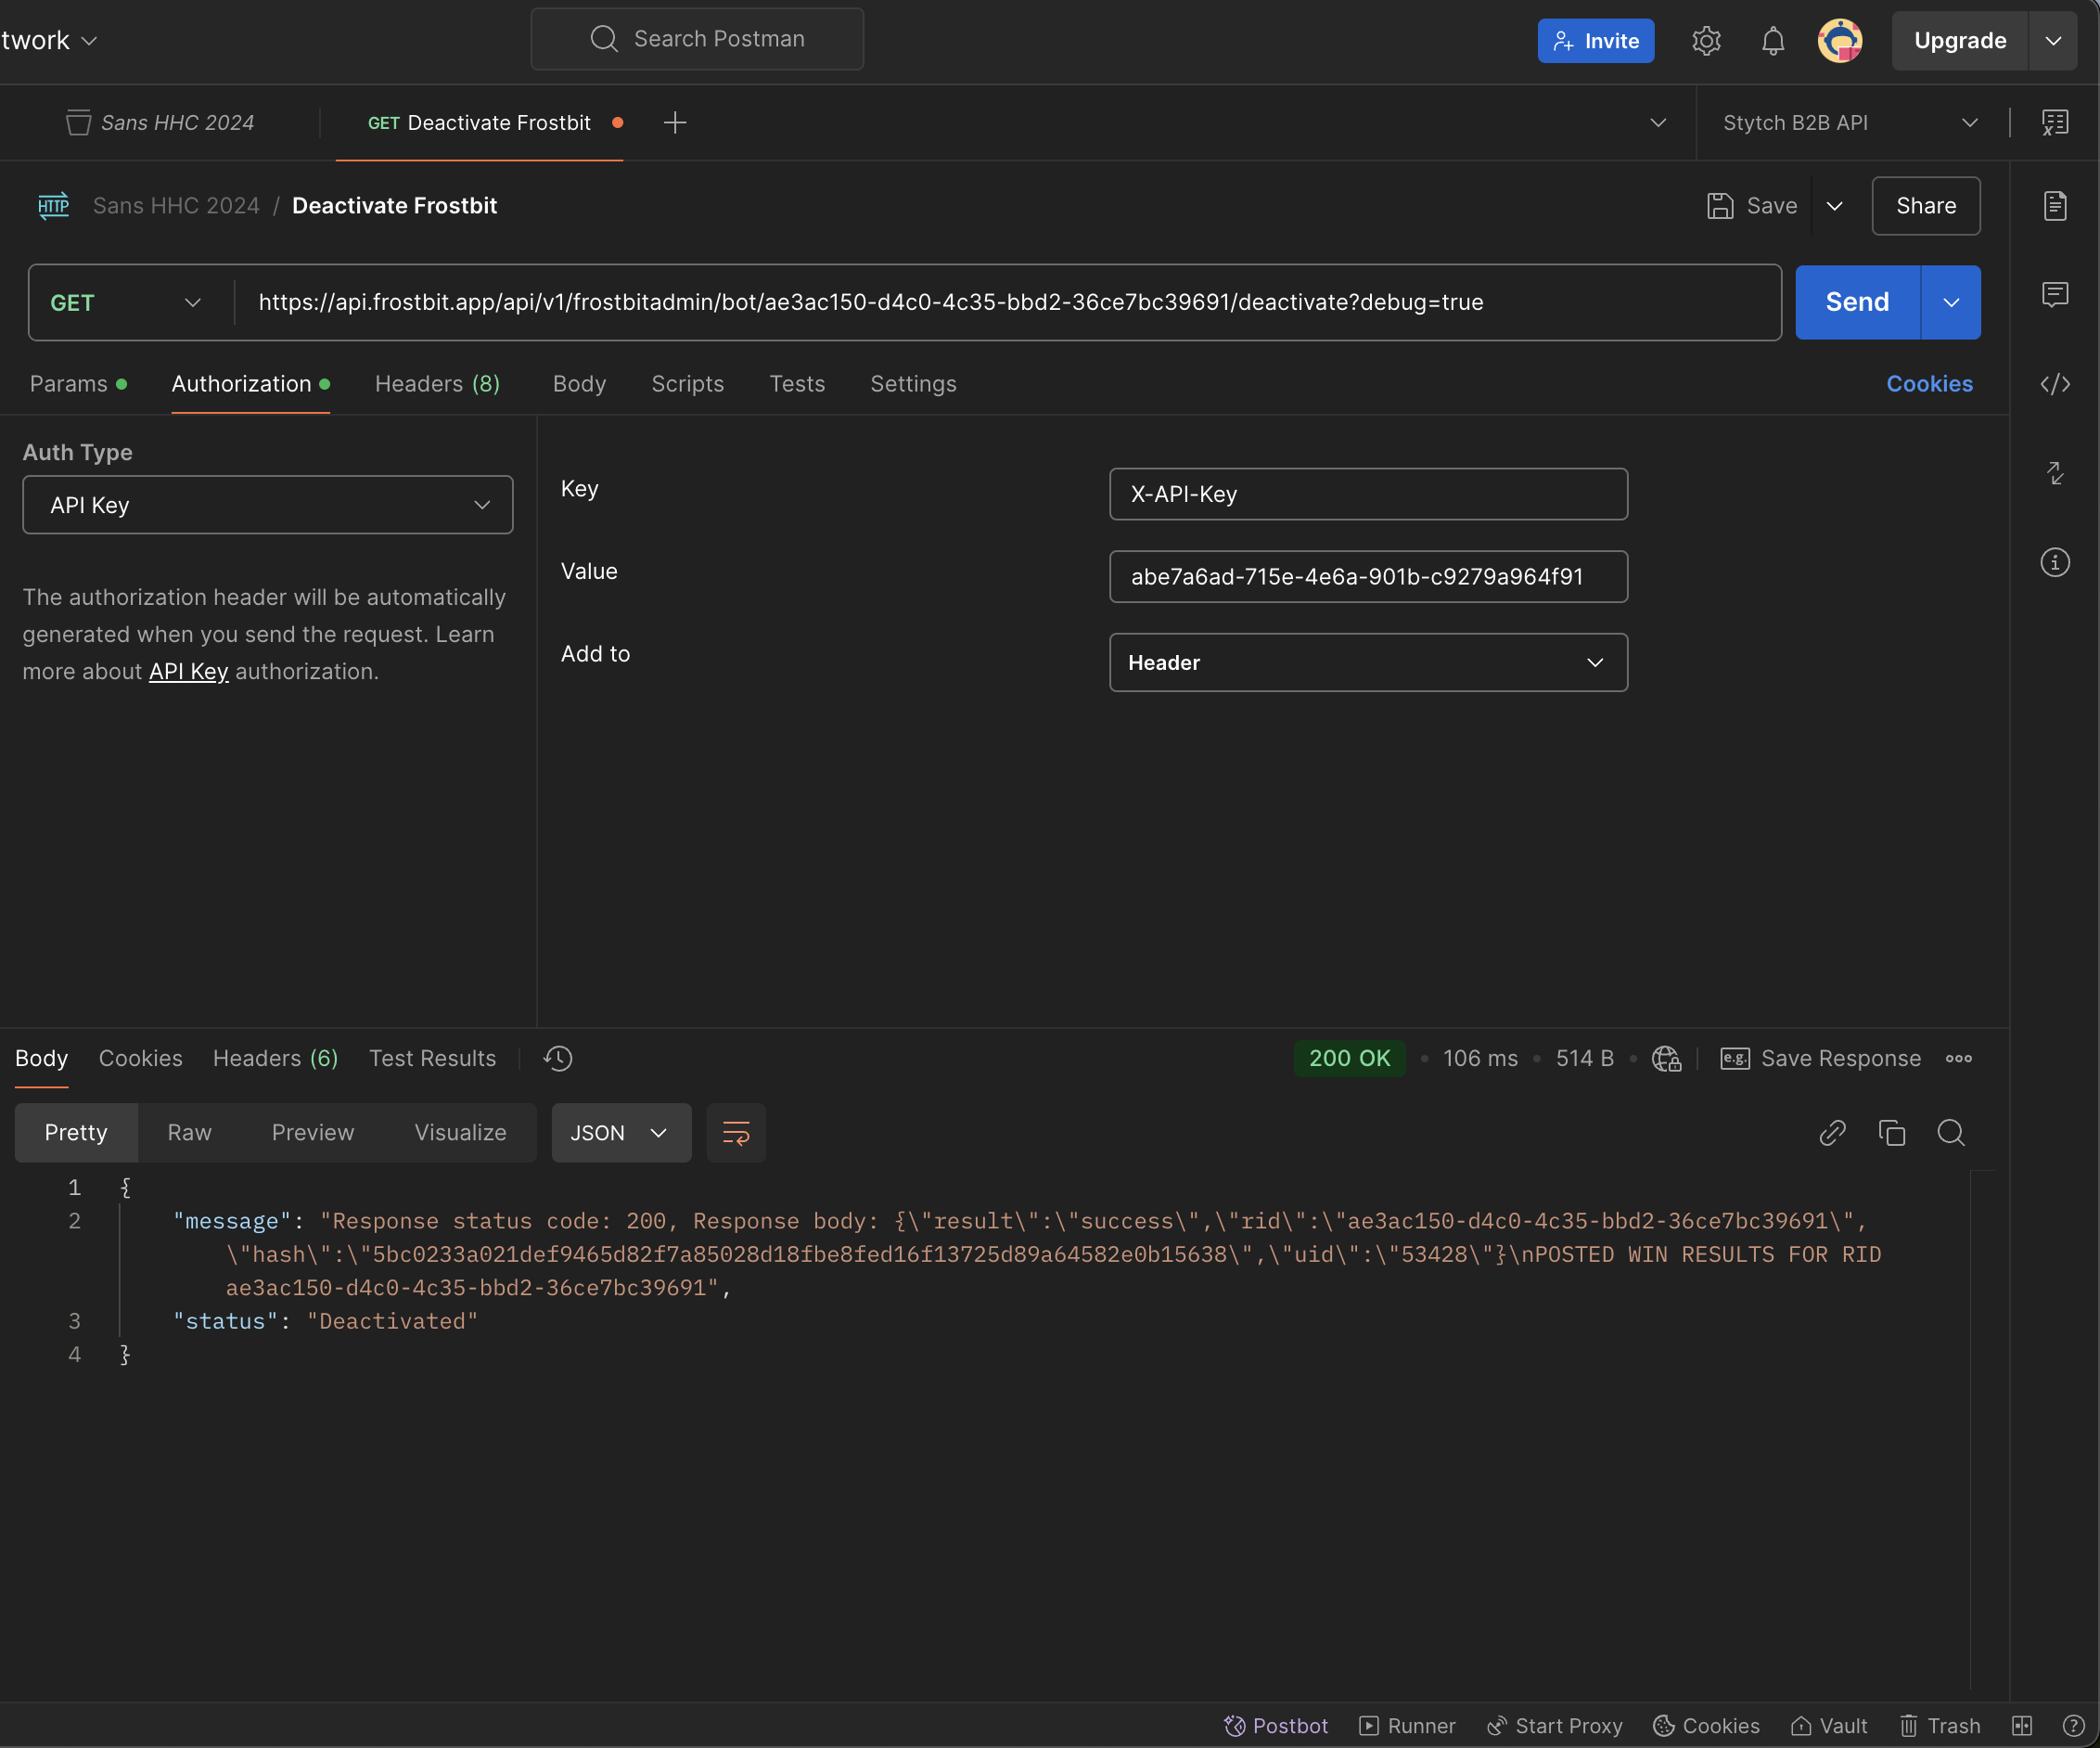 twork
Search Postman
Invite
Upgrade
Sans HHC 2024
GET Deactivate Frostbit
Stytch B2B API
HTTP Sans HHC 2024 / Deactivate Frostbit
Save
Share
GET
https://api.frostbit.app/api/v1/frostbitadmin/bot/ae3ac150-d4c0-4c35-bbd2-36ce7bc39691/deactivate?debug=true
Send
Params
Authorization
Headers (8)
Body
Scripts
Tests
Settings
Cookies
Auth Type
API Key
The authorization header will be automatically
generated when you send the request. Learn
more about API Key authorization.
Key
X-API-Key
Value
abe7a6ad-715e-4e6a-901b-c9279a964f91
Add to
Header
Body
Cookies
Headers (6)
Test Results
200 OK
106 ms
514 B
e.g. Save Response
Pretty
Raw
Preview
Visualize
JSON
1 {
2 "message": "Response status code: 200, Response body: {\"result\":\"success\",\"rid\":\"ae3ac150-d4c0-4c35-bbd2-36ce7bc39691\",
\"hash\":\"5bc0233a021def9465d82f7a85028d18fbe8fed16f13725d89a64582e0b15638\",\"uid\":\"53428\"}\nPOSTED WIN RESULTS FOR RID
ae3ac150-d4c0-4c35-bbd2-36ce7bc39691",
3 "status": "Deactivated"
4 }
Postbot
Runner
Start Proxy
Cookies
Vault
Trash